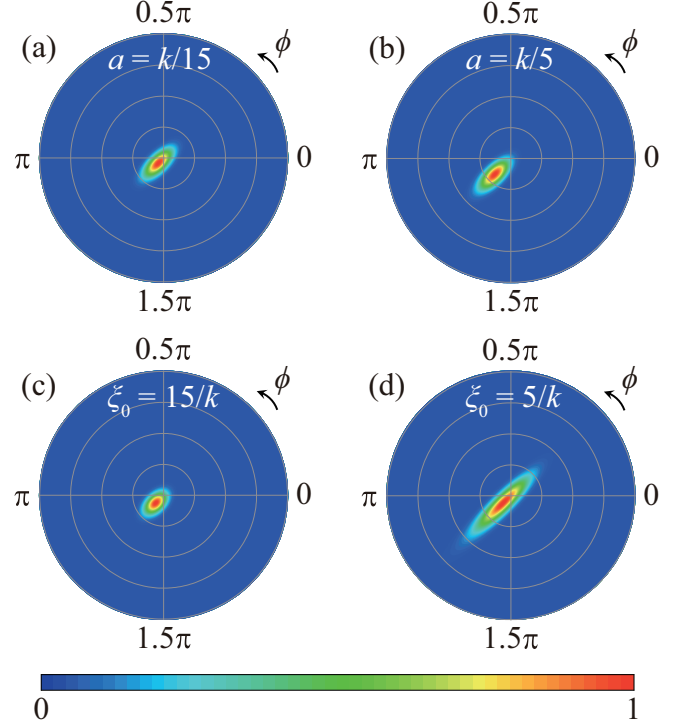 0.5π 0.5π
(a) ϕ (b) ϕ
a = k/15 a = k/5
π 0 π 0
1.5π 1.5π
0.5π 0.5π
(c) ϕ (d) ϕ
ξ₀ = 15/k ξ₀ = 5/k
π 0 π 0
1.5π 1.5π
0 1